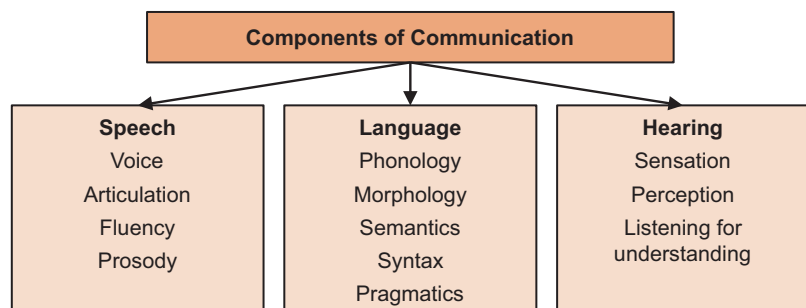 Components of Communication
Speech
Voice
Articulation
Fluency
Prosody
Language
Phonology
Morphology
Semantics
Syntax
Pragmatics
Hearing
Sensation
Perception
Listening for
understanding